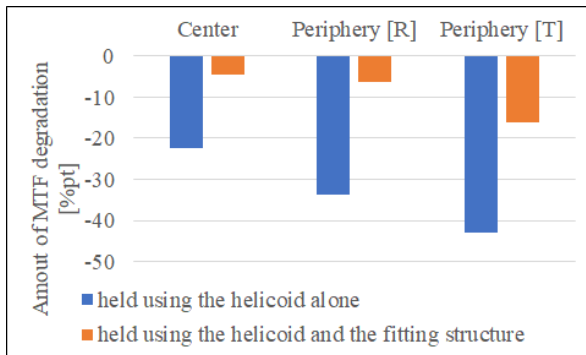 Center Periphery [R] Periphery [T]
0
-10
-20
-30
-40
-50
Amout of MTF degradation
[%pt]
held using the helicoid alone
held using the helicoid and the fitting structure